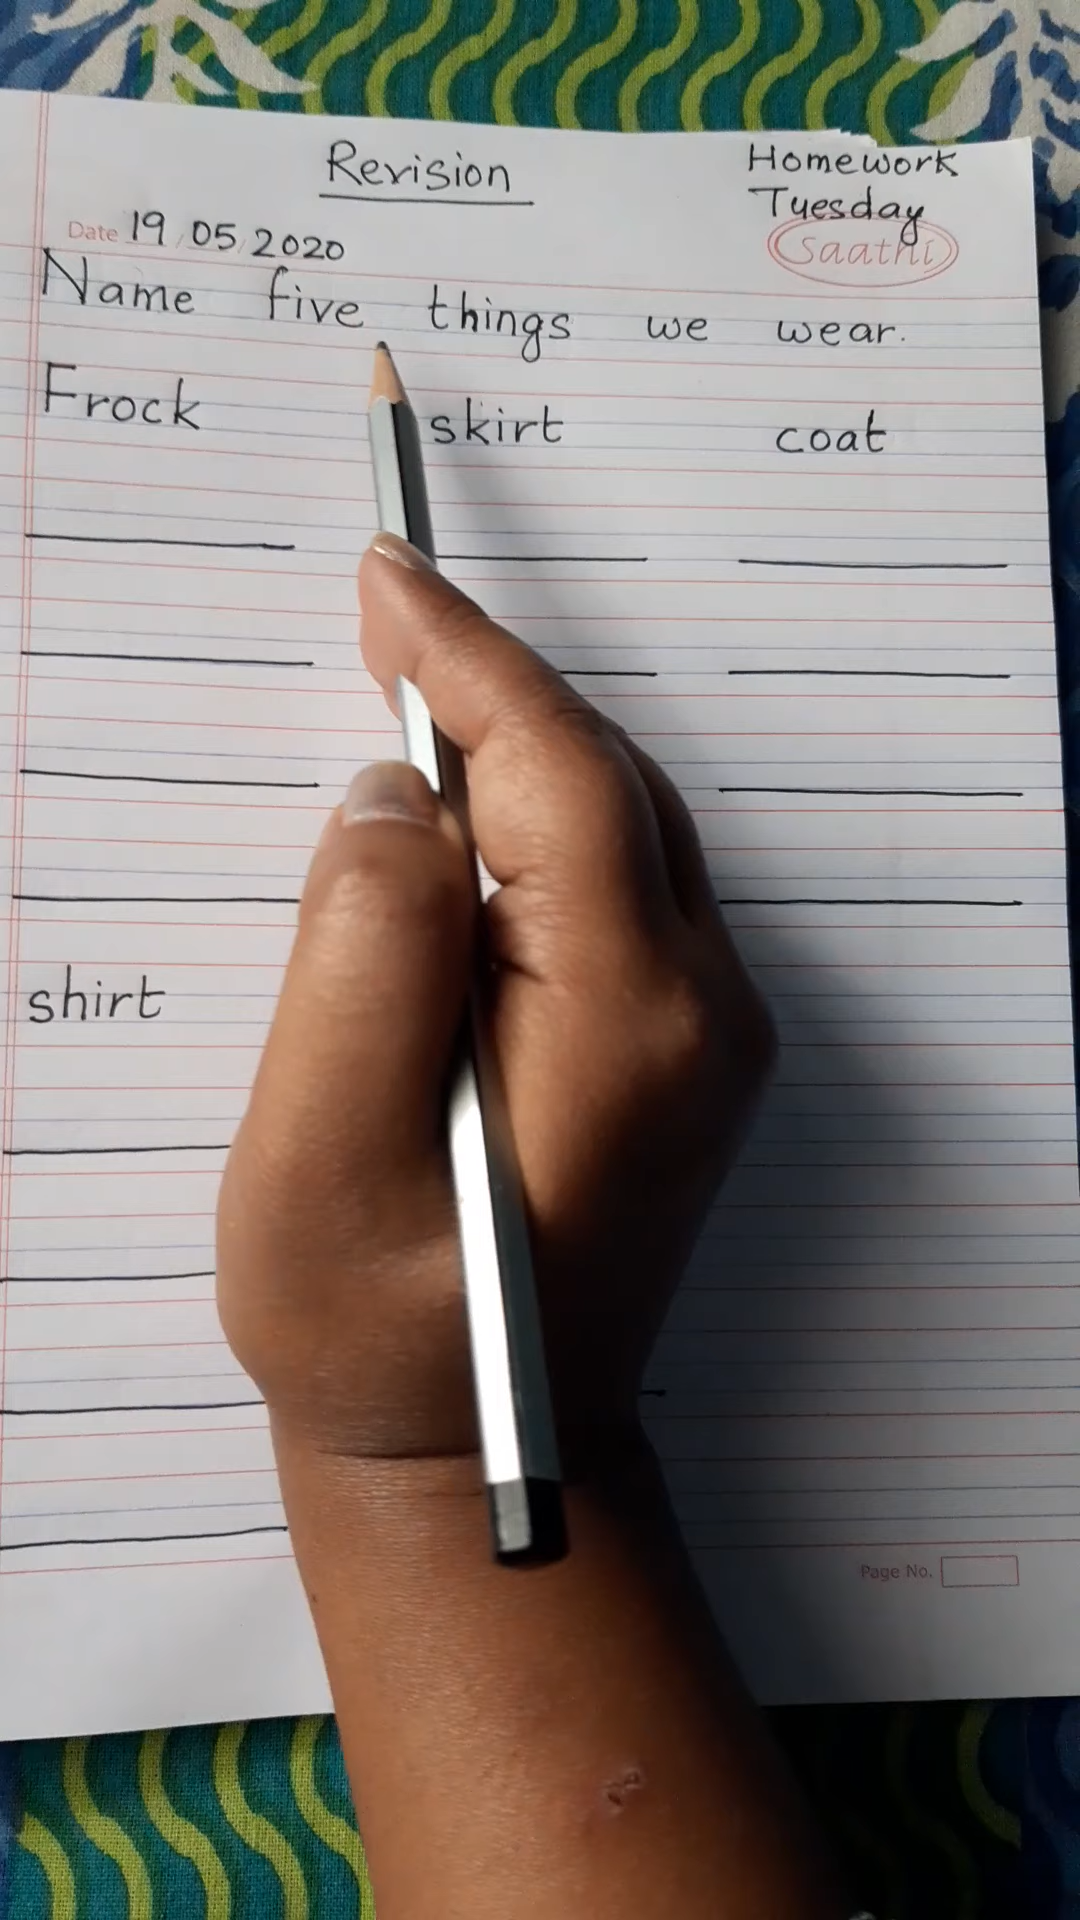 Revision
Homework
Tuesday
Saathi
Date 19 05 2020
Name five things we wear.
Frock skirt coat
shirt
Page No.